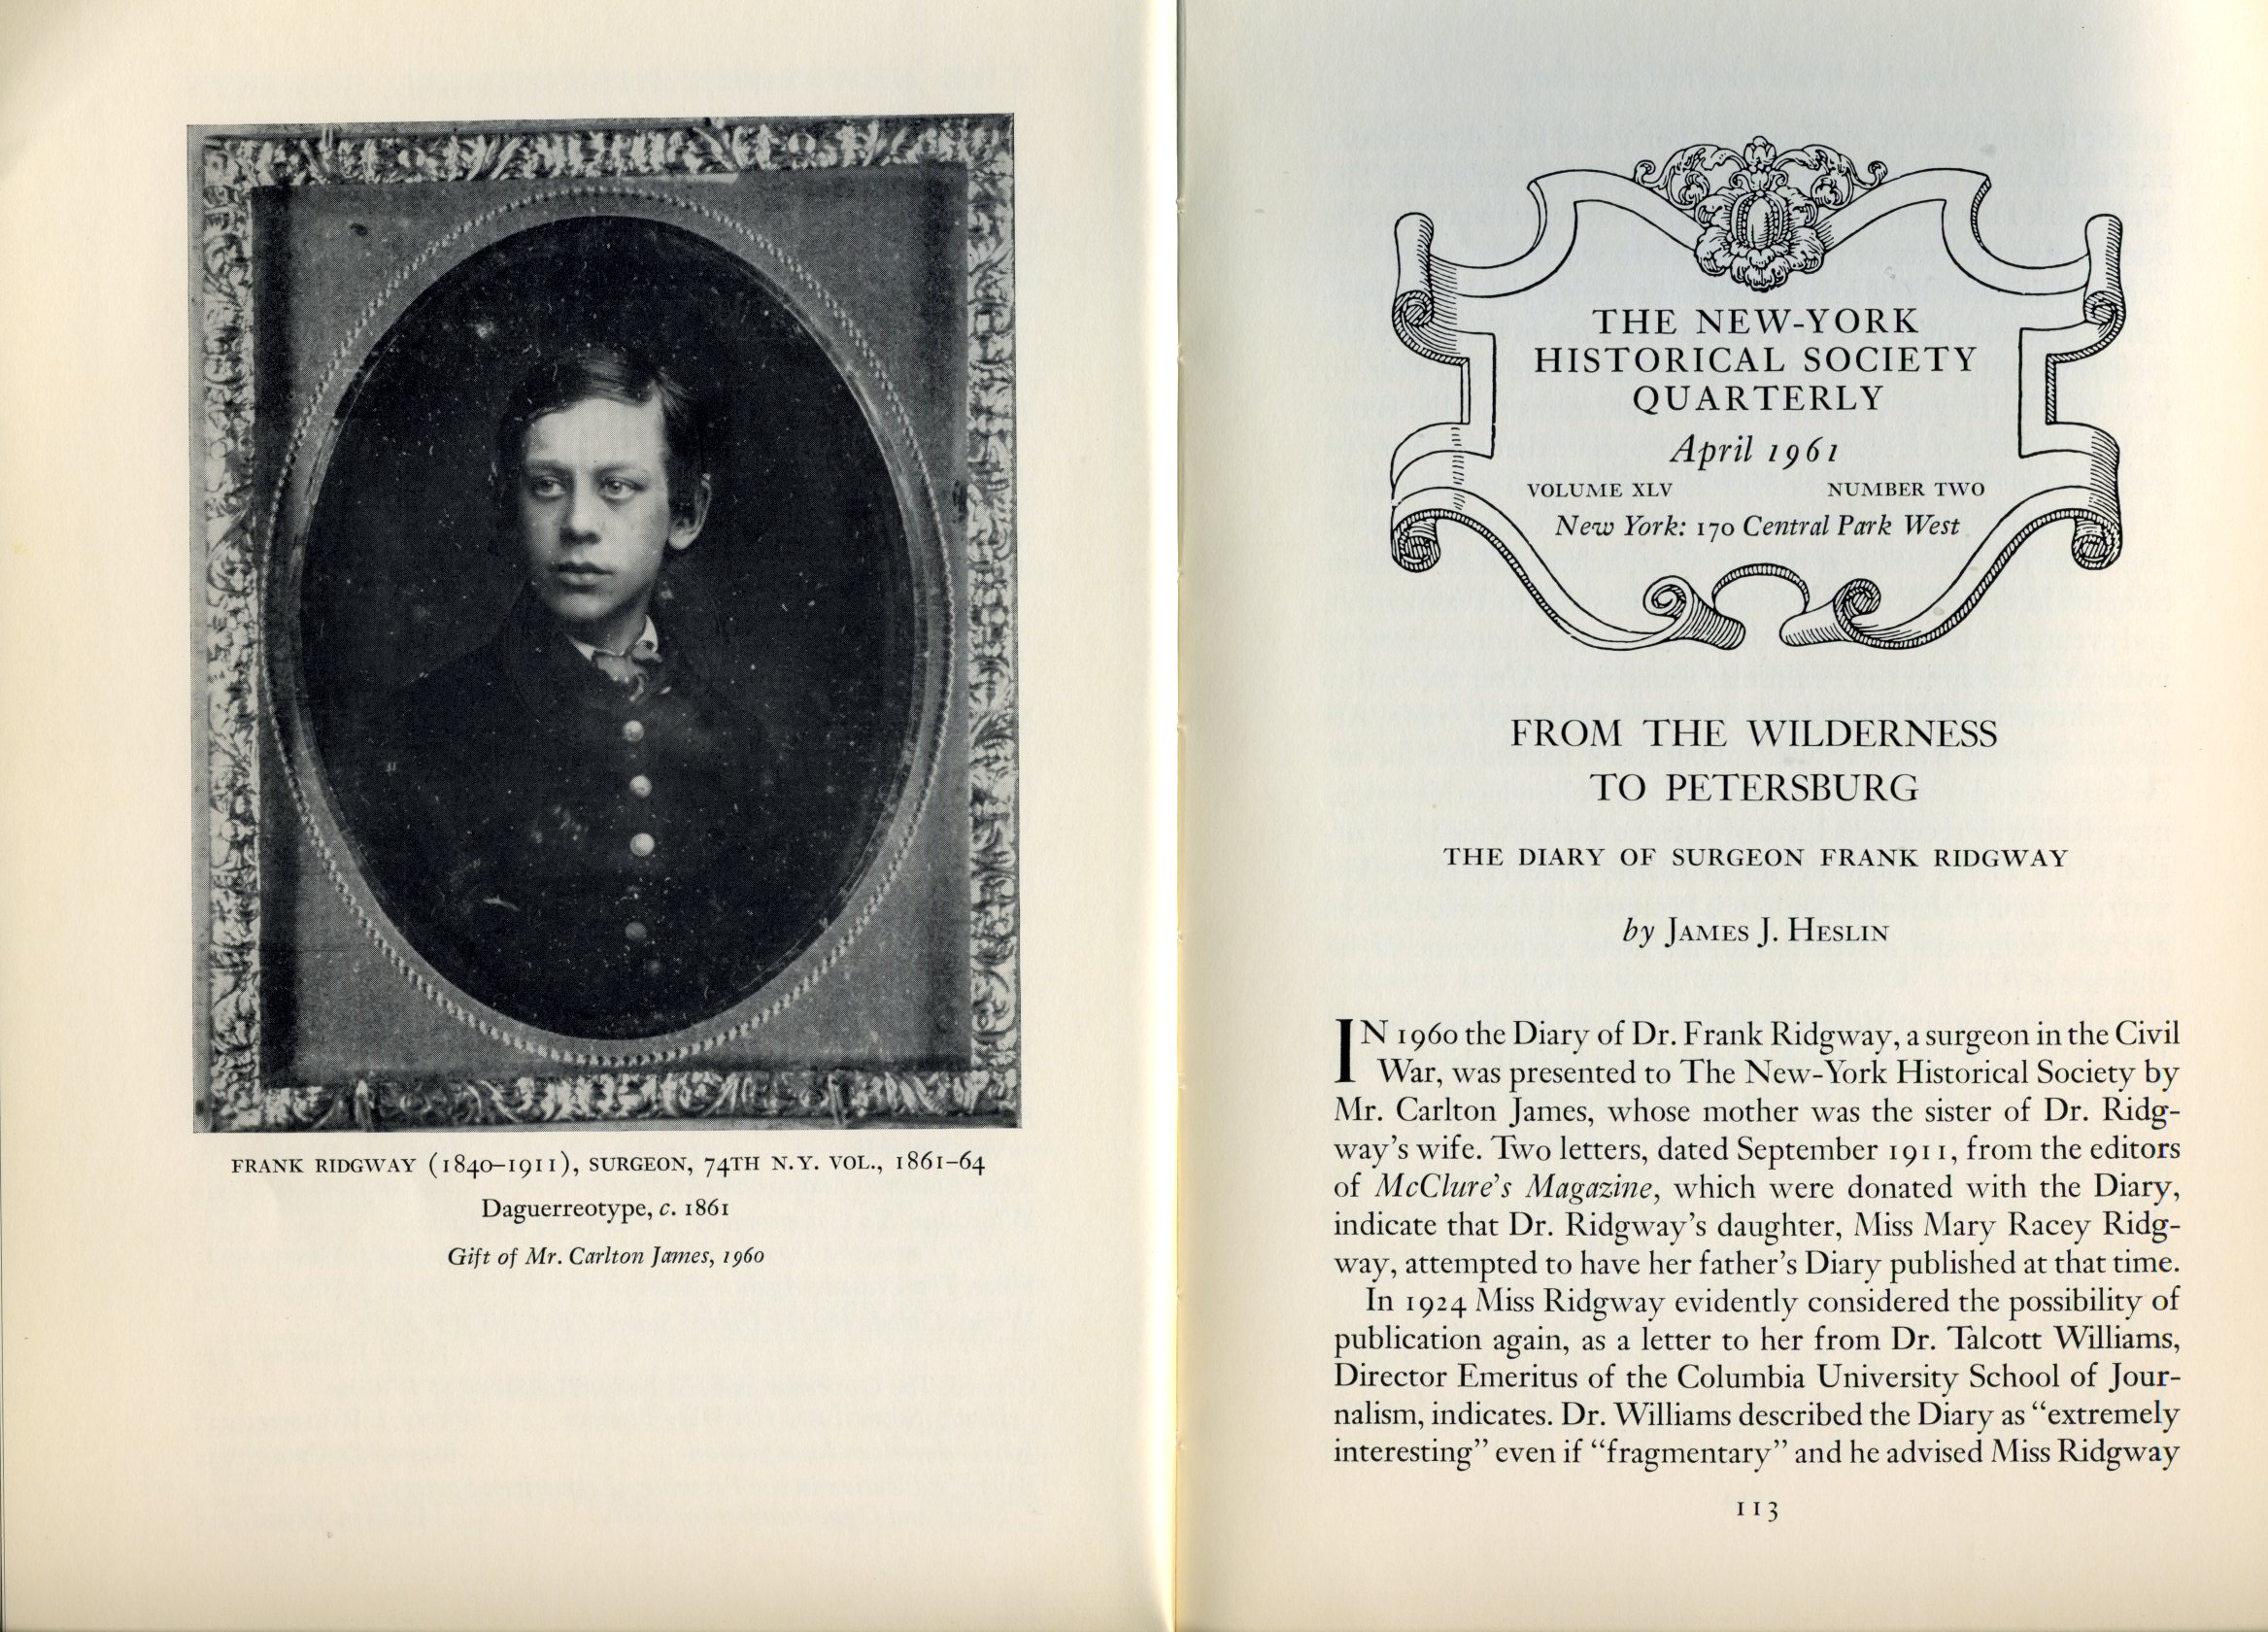 FRANK RIDGWAY (1840–1911), SURGEON, 74TH N.Y. VOL., 1861–64
Daguerreotype, c. 1861
Gift of Mr. Carlton James, 1960
THE NEW-YORK
HISTORICAL SOCIETY
QUARTERLY
April 1961
VOLUME XLV NUMBER TWO
New York: 170 Central Park West
FROM THE WILDERNESS
TO PETERSBURG
THE DIARY OF SURGEON FRANK RIDGWAY
by JAMES J. HESLIN
IN 1960 the Diary of Dr. Frank Ridgway, a surgeon in the Civil
War, was presented to The New-York Historical Society by
Mr. Carlton James, whose mother was the sister of Dr. Ridg-
way's wife. Two letters, dated September 1911, from the editors
of McClure's Magazine, which were donated with the Diary,
indicate that Dr. Ridgway's daughter, Miss Mary Racey Ridg-
way, attempted to have her father's Diary published at that time.
In 1924 Miss Ridgway evidently considered the possibility of
publication again, as a letter to her from Dr. Talcott Williams,
Director Emeritus of the Columbia University School of Jour-
nalism, indicates. Dr. Williams described the Diary as “extremely
interesting” even if “fragmentary” and he advised Miss Ridgway
113